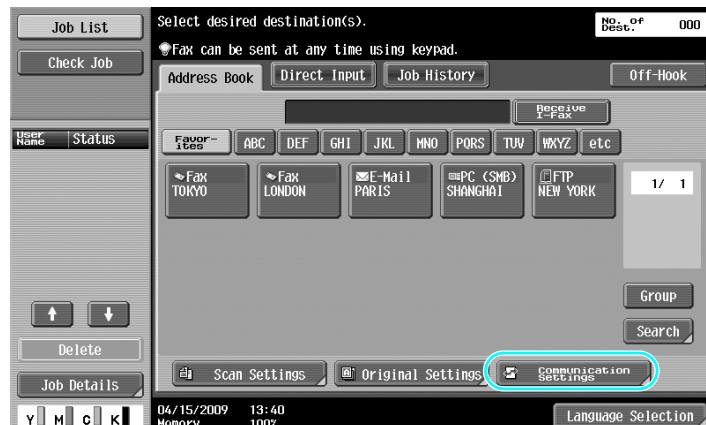 Job List
Check Job
User Name Status
Delete
Job Details
Y M C K
Select desired destination(s).
No. of Dest. 000
Fax can be sent at any time using keypad.
Address Book Direct Input Job History Off-Hook
Receive I-Fax
Favor-ites ABC DEF GHI JKL MNO PQRS TUV WXYZ etc
Fax Fax E-Mail PC (SMB) FTP
TOKYO LONDON PARIS SHANGHAI NEW YORK
1/ 1
Group
Search
Scan Settings Original Settings Communication Settings
04/15/2009 13:40
Memory 100%
Language Selection